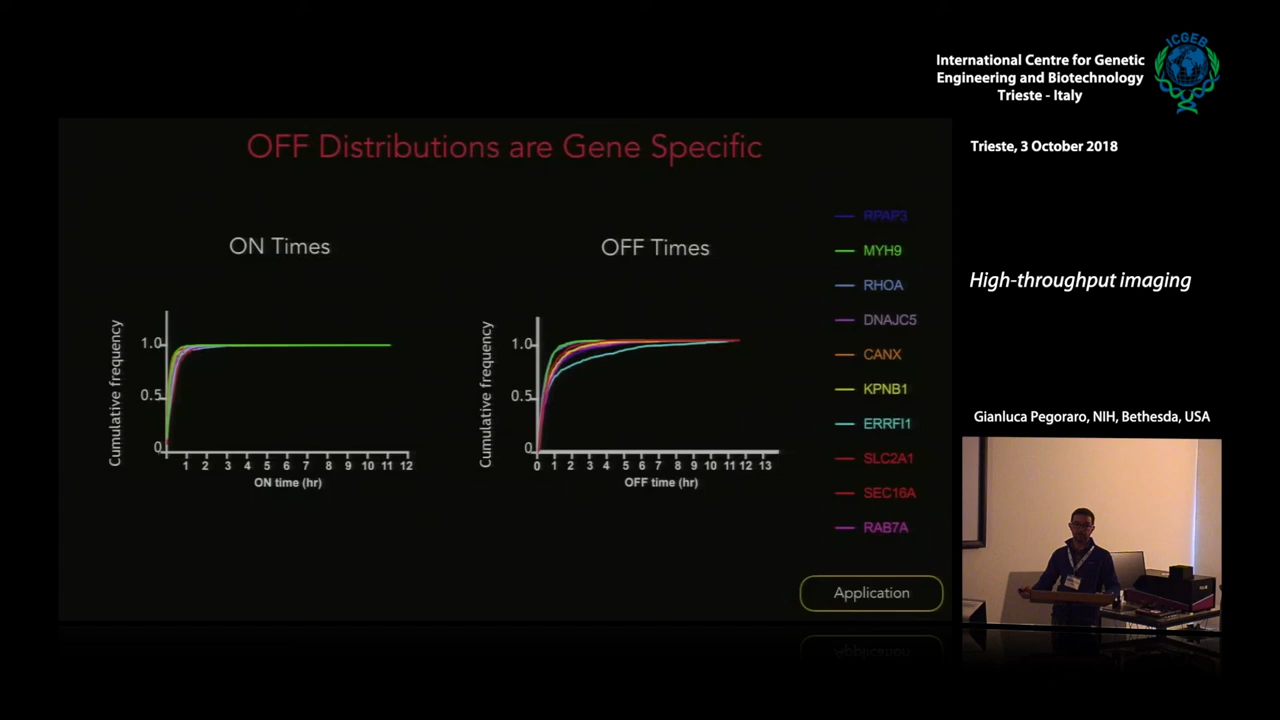 ICGEB
International Centre for Genetic
Engineering and Biotechnology
Trieste - Italy
Trieste, 3 October 2018
High-throughput imaging
Gianluca Pegoraro, NIH, Bethesda, USA
OFF Distributions are Gene Specific
ON Times
Cumulative frequency
1.0
0.5
0
1 2 3 4 5 6 7 8 9 10 11 12
ON time (hr)
OFF Times
Cumulative frequency
1.0
0.5
0
0 1 2 3 4 5 6 7 8 9 10 11 12 13
OFF time (hr)
RPAP3
MYH9
RHOA
DNAJC5
CANX
KPNB1
ERRFI1
SLC2A1
SEC16A
RAB7A
Application